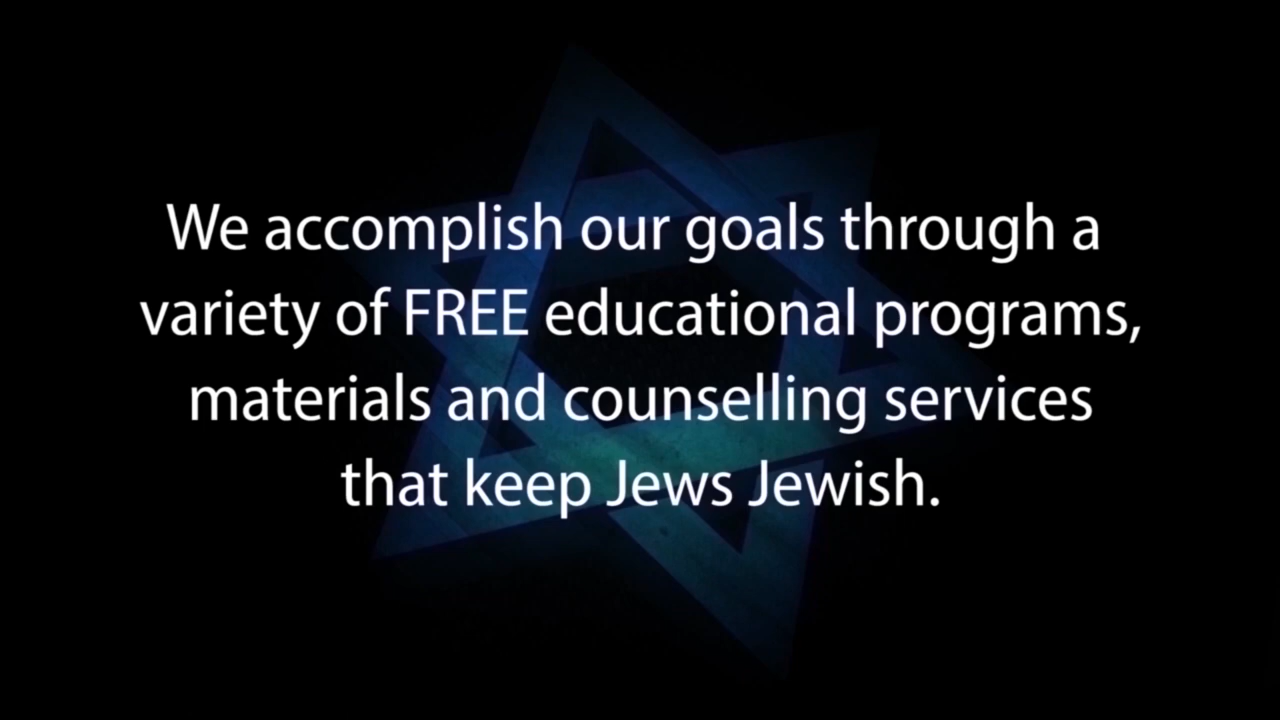 We accomplish our goals through a
variety of FREE educational programs,
materials and counselling services
that keep Jews Jewish.